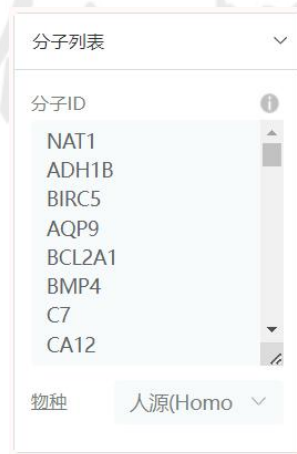 分子列表
分子ID
NAT1
ADH1B
BIRC5
AQP9
BCL2A1
BMP4
C7
CA12
物种 人源(Homo